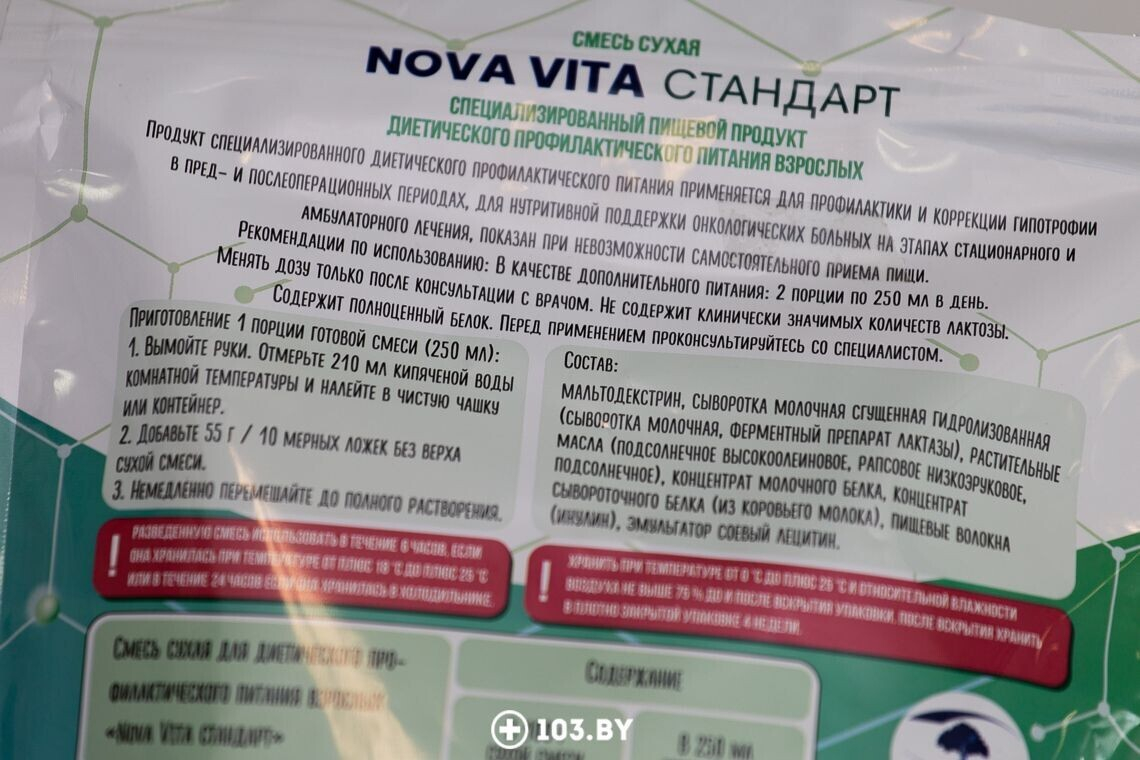 СМЕСЬ СУХАЯ
NOVA VITA СТАНДАРТ
СПЕЦИАЛИЗИРОВАННЫЙ ПИЩЕВОЙ ПРОДУКТ
ДИЕТИЧЕСКОГО ПРОФИЛАКТИЧЕСКОГО ПИТАНИЯ ВЗРОСЛЫХ
ПРОДУКТ СПЕЦИАЛИЗИРОВАННОГО ДИЕТИЧЕСКОГО ПРОФИЛАКТИЧЕСКОГО ПИТАНИЯ ПРИМЕНЯЕТСЯ ДЛЯ ПРОФИЛАКТИКИ И КОРРЕКЦИИ ГИПОТРОФИИ
В ПРЕД– И ПОСЛЕОПЕРАЦИОННЫХ ПЕРИОДАХ, ДЛЯ НУТРИТИВНОЙ ПОДДЕРЖКИ ОНКОЛОГИЧЕСКИХ БОЛЬНЫХ НА ЭТАПАХ СТАЦИОНАРНОГО И
АМБУЛАТОРНОГО ЛЕЧЕНИЯ, ПОКАЗАН ПРИ НЕВОЗМОЖНОСТИ САМОСТОЯТЕЛЬНОГО ПРИЕМА ПИЩИ.
РЕКОМЕНДАЦИИ ПО ИСПОЛЬЗОВАНИЮ: В КАЧЕСТВЕ ДОПОЛНИТЕЛЬНОГО ПИТАНИЯ: 2 ПОРЦИИ ПО 250 МЛ В ДЕНЬ.
МЕНЯТЬ ДОЗУ ТОЛЬКО ПОСЛЕ КОНСУЛЬТАЦИИ С ВРАЧОМ. НЕ СОДЕРЖИТ КЛИНИЧЕСКИ ЗНАЧИМЫХ КОЛИЧЕСТВ ЛАКТОЗЫ.
СОДЕРЖИТ ПОЛНОЦЕННЫЙ БЕЛОК. ПЕРЕД ПРИМЕНЕНИЕМ ПРОКОНСУЛЬТИРУЙТЕСЬ СО СПЕЦИАЛИСТОМ.
ПРИГОТОВЛЕНИЕ 1 ПОРЦИИ ГОТОВОЙ СМЕСИ (250 МЛ):
1. ВЫМОЙТЕ РУКИ. ОТМЕРЬТЕ 210 МЛ КИПЯЧЕНОЙ ВОДЫ
КОМНАТНОЙ ТЕМПЕРАТУРЫ И НАЛЕЙТЕ В ЧИСТУЮ ЧАШКУ
ИЛИ КОНТЕЙНЕР.
2. ДОБАВЬТЕ 55 Г / 10 МЕРНЫХ ЛОЖЕК БЕЗ ВЕРХА
СУХОЙ СМЕСИ.
3. НЕМЕДЛЕННО ПЕРЕМЕШАЙТЕ ДО ПОЛНОГО РАСТВОРЕНИЯ.
СОСТАВ:
МАЛЬТОДЕКСТРИН, СЫВОРОТКА МОЛОЧНАЯ СГУЩЕННАЯ ГИДРОЛИЗОВАННАЯ
(СЫВОРОТКА МОЛОЧНАЯ, ФЕРМЕНТНЫЙ ПРЕПАРАТ ЛАКТАЗЫ), РАСТИТЕЛЬНЫЕ
МАСЛА (ПОДСОЛНЕЧНОЕ ВЫСОКООЛЕИНОВОЕ, РАПСОВОЕ НИЗКОЭРУКОВОЕ,
ПОДСОЛНЕЧНОЕ), КОНЦЕНТРАТ МОЛОЧНОГО БЕЛКА, КОНЦЕНТРАТ
СЫВОРОТОЧНОГО БЕЛКА (ИЗ КОРОВЬЕГО МОЛОКА), ПИЩЕВЫЕ ВОЛОКНА
(ИНУЛИН), ЭМУЛЬГАТОР СОЕВЫЙ ЛЕЦИТИН.
! РАЗВЕДЕННУЮ СМЕСЬ ИСПОЛЬЗОВАТЬ В ТЕЧЕНИЕ 6 ЧАСОВ, ЕСЛИ
ОНА ХРАНИЛАСЬ ПРИ ТЕМПЕРАТУРЕ ОТ ПЛЮС 18 °С ДО ПЛЮС 25 °С
ИЛИ В ТЕЧЕНИЕ 24 ЧАСОВ ЕСЛИ ОНА ХРАНИЛОСЬ В ХОЛОДИЛЬНИКЕ.
! ХРАНИТЬ ПРИ ТЕМПЕРАТУРЕ ОТ 0 °С ДО ПЛЮС 25 °С И ОТНОСИТЕЛЬНОЙ ВЛАЖНОСТИ
ВОЗДУХА НЕ ВЫШЕ 75 % ДО И ПОСЛЕ ВСКРЫТИЯ УПАКОВКИ. ПОСЛЕ ВСКРЫТИЯ ХРАНИТЬ
В ПЛОТНО ЗАКРЫТОЙ УПАКОВКЕ 4 НЕДЕЛИ.
СМЕСЬ СУХАЯ ДЛЯ ДИЕТИЧЕСКОГО ПРО-
ФИЛАКТИЧЕСКОГО ПИТАНИЯ ВЗРОСЛЫХ
«NOVA VITA СТАНДАРТ»
СОДЕРЖАНИЕ
СУХОЙ СМЕСИ
В 250 МЛ
103.BY